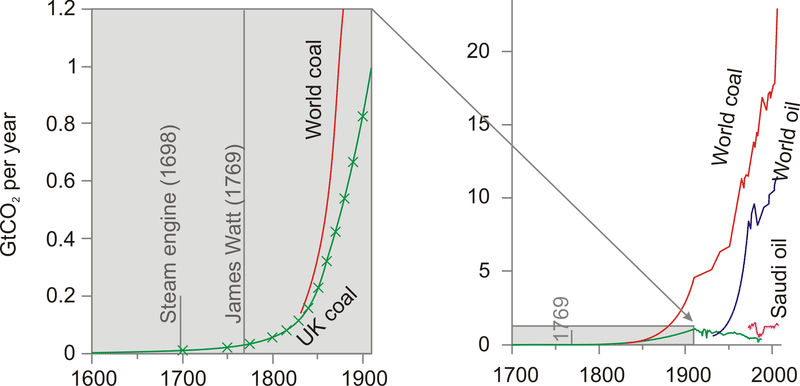 GtCO2 per year
1.2
1
0.8
0.6
0.4
0.2
0
1600
1700
1800
1900
Steam engine (1698)
James Watt (1769)
World coal
UK coal
20
15
10
5
0
1700
1800
1900
2000
1769
World coal
World oil
Saudi oil